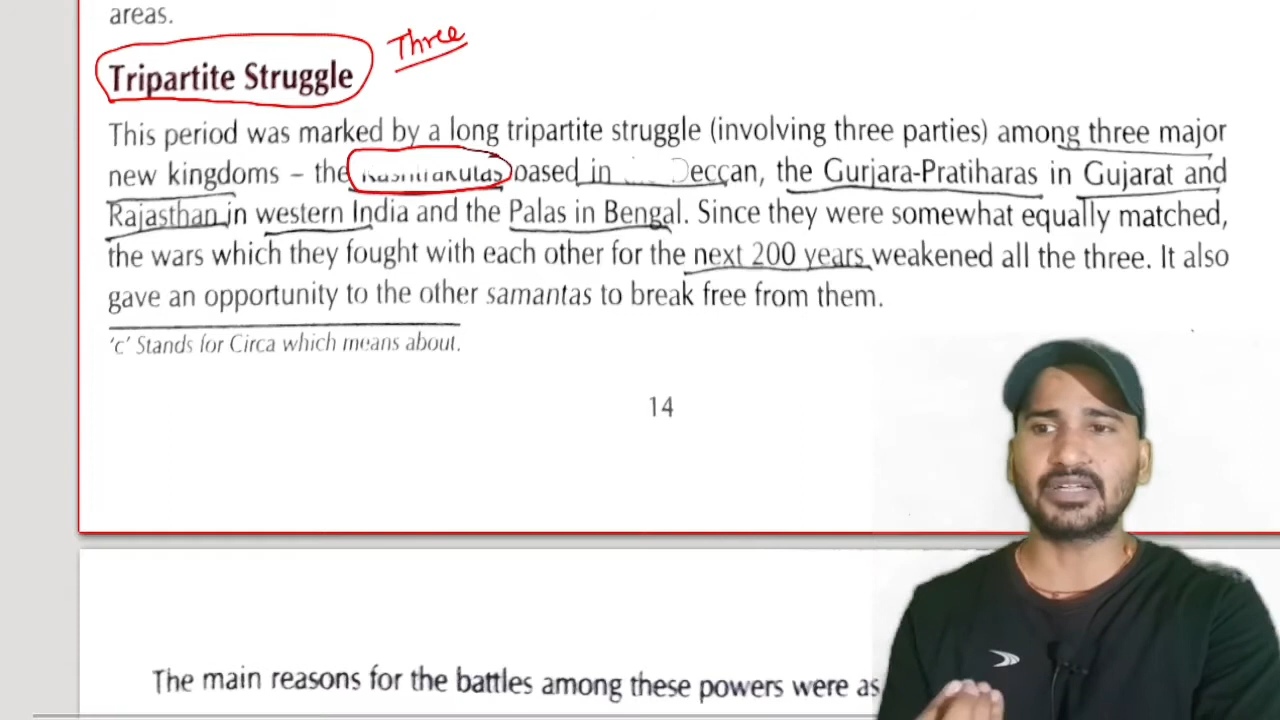 areas.
Three
Tripartite Struggle
This period was marked by a long tripartite struggle (involving three parties) among three major
new kingdoms – the Rashtrakutas based in Deccan, the Gurjara-Pratiharas in Gujarat and
Rajasthan in western India and the Palas in Bengal. Since they were somewhat equally matched,
the wars which they fought with each other for the next 200 years weakened all the three. It also
gave an opportunity to the other samantas to break free from them.
'c' Stands for Circa which means about.
14
The main reasons for the battles among these powers were as